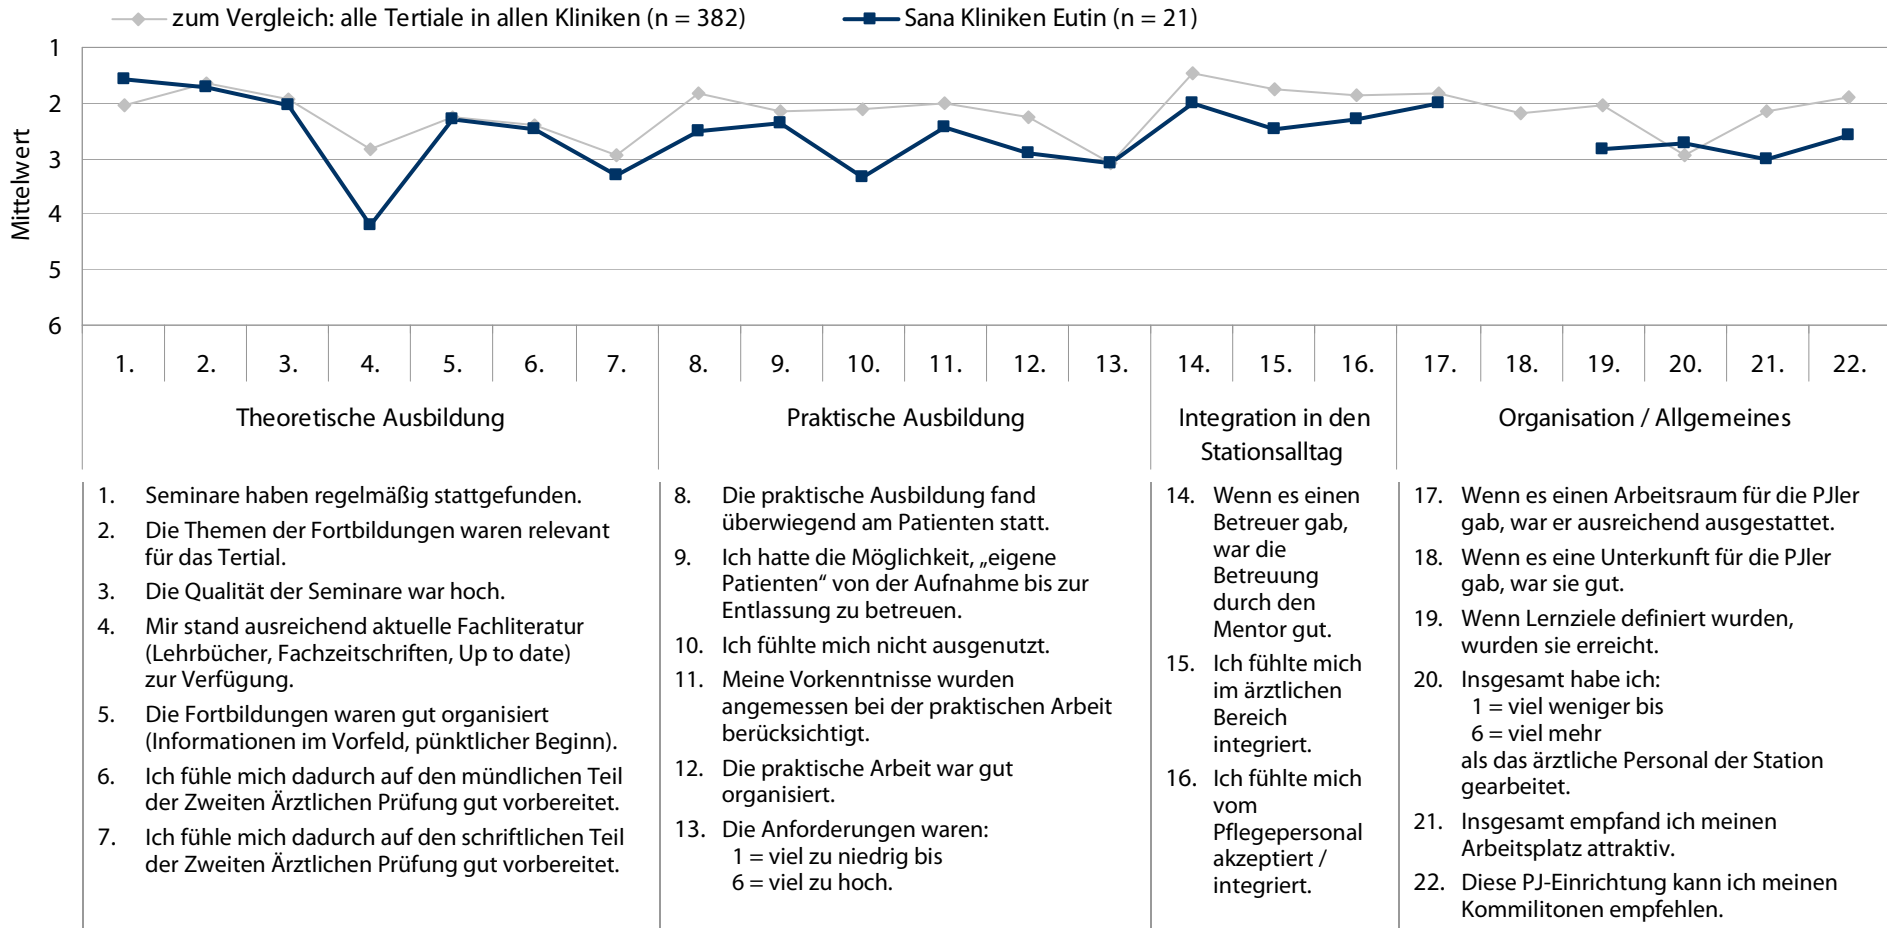 zum Vergleich: alle Tertiale in allen Kliniken (n = 382)
Sana Kliniken Eutin (n = 21)
Mittelwert
1
2
3
4
5
6
1. 2. 3. 4. 5. 6. 7. 8. 9. 10. 11. 12. 13. 14. 15. 16. 17. 18. 19. 20. 21. 22.
Theoretische Ausbildung
Praktische Ausbildung
Integration in den
Stationsalltag
Organisation / Allgemeines
1. Seminare haben regelmäßig stattgefunden.
2. Die Themen der Fortbildungen waren relevant
für das Tertial.
3. Die Qualität der Seminare war hoch.
4. Mir stand ausreichend aktuelle Fachliteratur
(Lehrbücher, Fachzeitschriften, Up to date)
zur Verfügung.
5. Die Fortbildungen waren gut organisiert
(Informationen im Vorfeld, pünktlicher Beginn).
6. Ich fühle mich dadurch auf den mündlichen Teil
der Zweiten Ärztlichen Prüfung gut vorbereitet.
7. Ich fühle mich dadurch auf den schriftlichen Teil
der Zweiten Ärztlichen Prüfung gut vorbereitet.
8. Die praktische Ausbildung fand
überwiegend am Patienten statt.
9. Ich hatte die Möglichkeit, „eigene
Patienten“ von der Aufnahme bis zur
Entlassung zu betreuen.
10. Ich fühlte mich nicht ausgenutzt.
11. Meine Vorkenntnisse wurden
angemessen bei der praktischen Arbeit
berücksichtigt.
12. Die praktische Arbeit war gut
organisiert.
13. Die Anforderungen waren:
1 = viel zu niedrig bis
6 = viel zu hoch.
14. Wenn es einen
Betreuer gab,
war die
Betreuung
durch den
Mentor gut.
15. Ich fühlte mich
im ärztlichen
Bereich
integriert.
16. Ich fühlte mich
vom
Pflegepersonal
akzeptiert /
integriert.
17. Wenn es einen Arbeitsraum für die PJler
gab, war er ausreichend ausgestattet.
18. Wenn es eine Unterkunft für die PJler
gab, war sie gut.
19. Wenn Lernziele definiert wurden,
wurden sie erreicht.
20. Insgesamt habe ich:
1 = viel weniger bis
6 = viel mehr
als das ärztliche Personal der Station
gearbeitet.
21. Insgesamt empfand ich meinen
Arbeitsplatz attraktiv.
22. Diese PJ-Einrichtung kann ich meinen
Kommilitonen empfehlen.